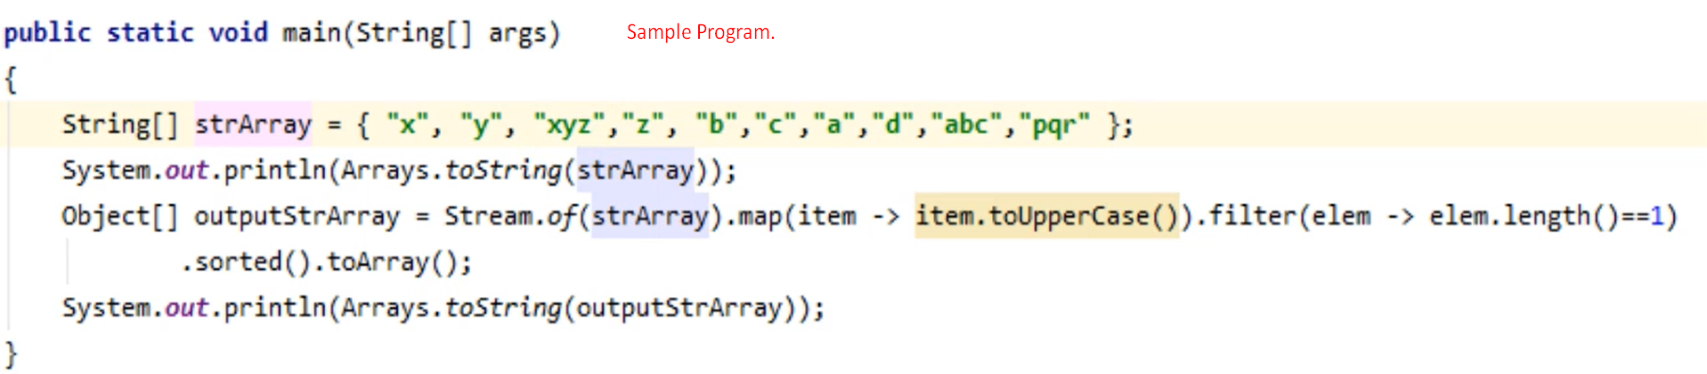 public static void main(String[] args) Sample Program.
{
String[] strArray = { "x", "y", "xyz","z", "b","c","a","d","abc","pqr" };
System.out.println(Arrays.toString(strArray));
Object[] outputStrArray = Stream.of(strArray).map(item -> item.toUpperCase()).filter(elem -> elem.length()==1)
.sorted().toArray();
System.out.println(Arrays.toString(outputStrArray));
}